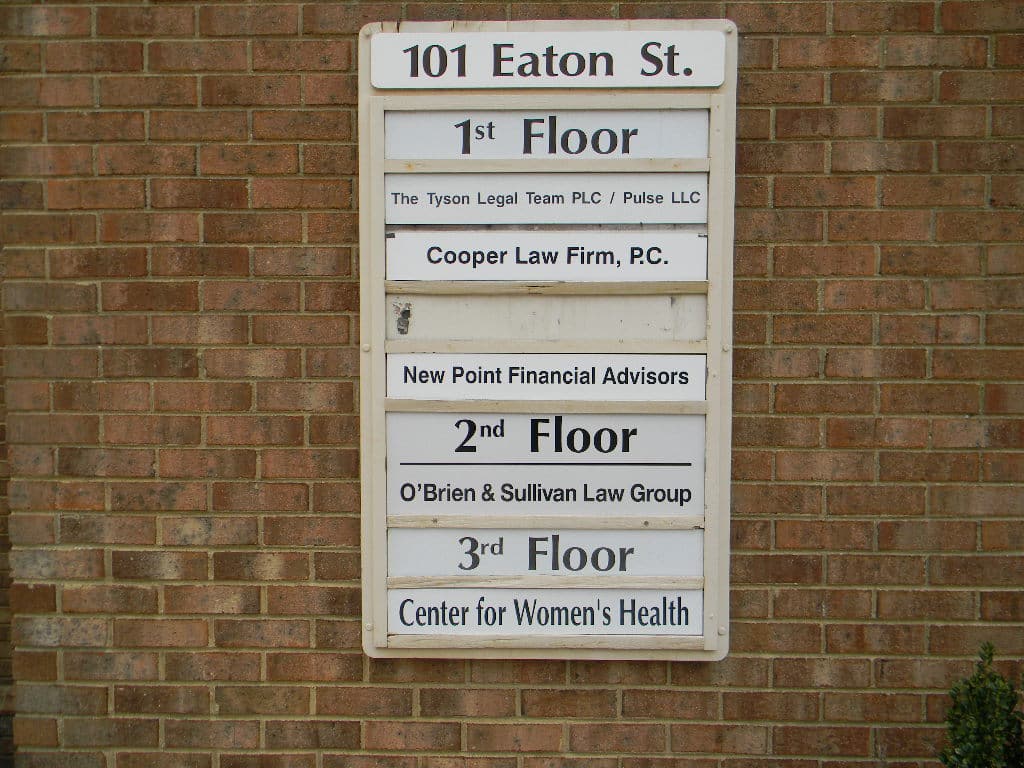 101 Eaton St.
1st Floor
The Tyson Legal Team PLC / Pulse LLC
Cooper Law Firm, P.C.
New Point Financial Advisors
2nd Floor
O'Brien & Sullivan Law Group
3rd Floor
Center for Women's Health